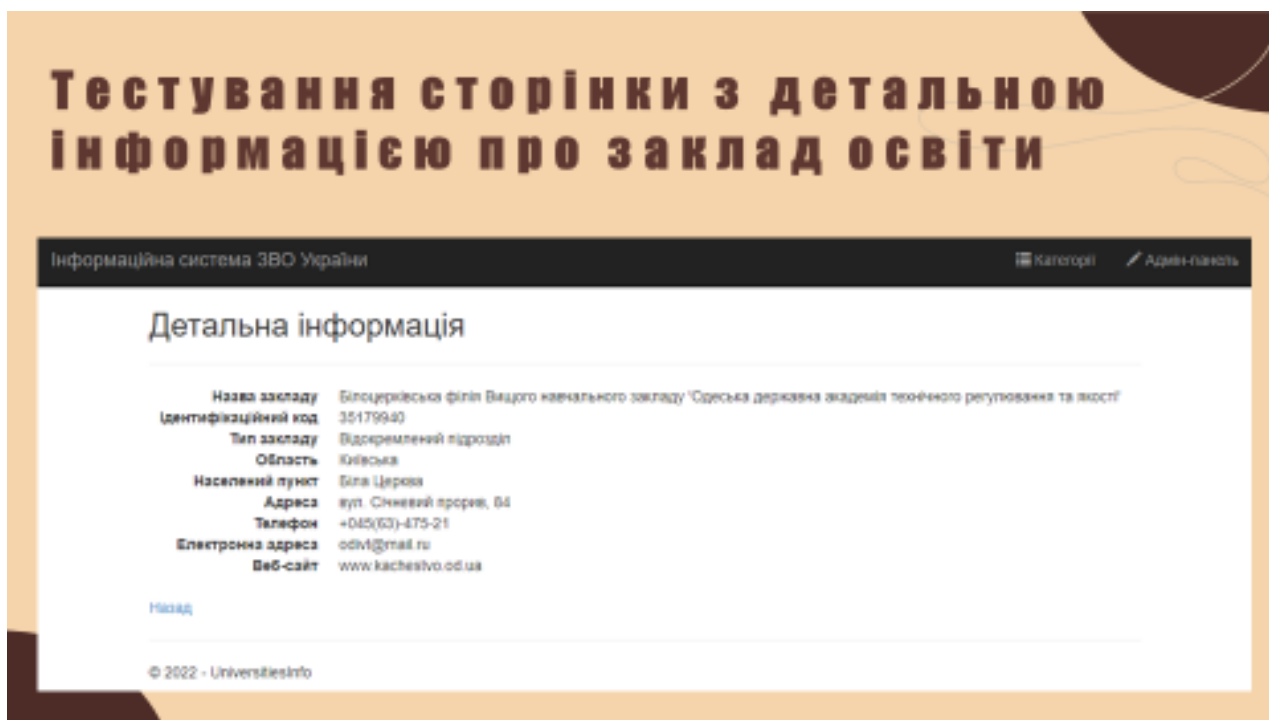 Тестування сторінки з детальною
інформацією про заклад освіти
Інформаційна система ЗВО України Категорії Адмін-панель
Детальна інформація
Назва закладу Білоцерківська філія Вищого навчального закладу "Одеська державна академія технічного регулювання та якості"
Ідентифікаційний код 35179940
Тип закладу Відокремлений підрозділ
Область Київська
Населений пункт Біла Церква
Адреса вул. Січневий прорив, 84
Телефон +045(63)-475-21
Електронна адреса odivt@mail.ru
Веб-сайт www.kachestvo.od.ua
Назад
© 2022 - UniversitiesInfo